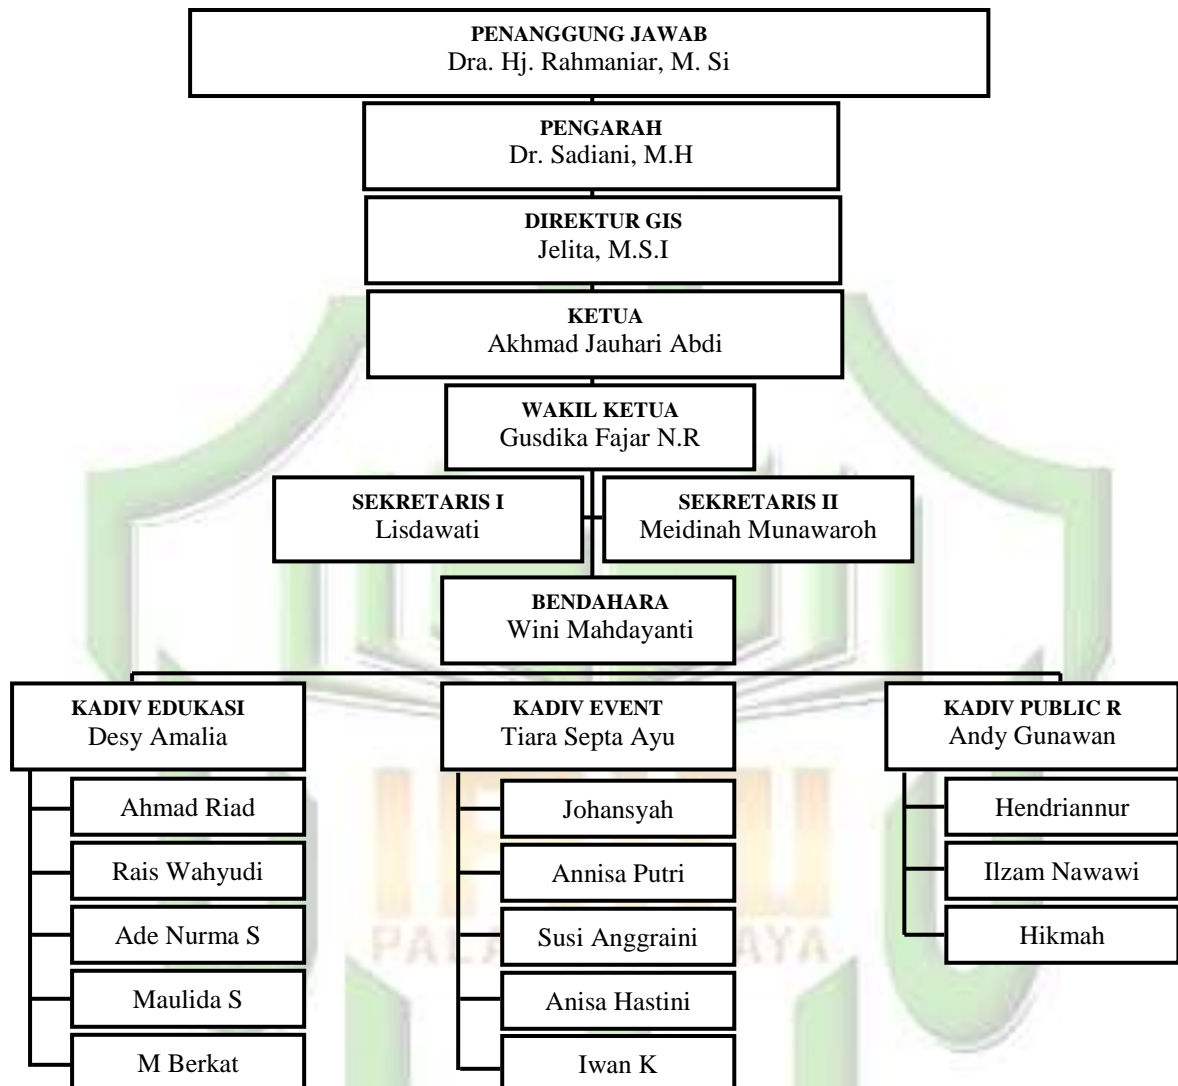 PENANGGUNG JAWAB
Dra. Hj. Rahmaniar, M. Si
PENGARAH
Dr. Sadiani, M.H
DIREKTUR GIS
Jelita, M.S.I
KETUA
Akhmad Jauhari Abdi
WAKIL KETUA
Gusdika Fajar N.R
SEKRETARIS I
Lisdawati
SEKRETARIS II
Meidinah Munawaroh
BENDAHARA
Wini Mahdayanti
KADIV EDUKASI
Desy Amalia
Ahmad Riad
Rais Wahyudi
Ade Nurma S
Maulida S
M Berkat
KADIV EVENT
Tiara Septa Ayu
Johansyah
Annisa Putri
Susi Anggraini
Anisa Hastini
Iwan K
KADIV PUBLIC R
Andy Gunawan
Hendriannur
Ilzam Nawawi
Hikmah